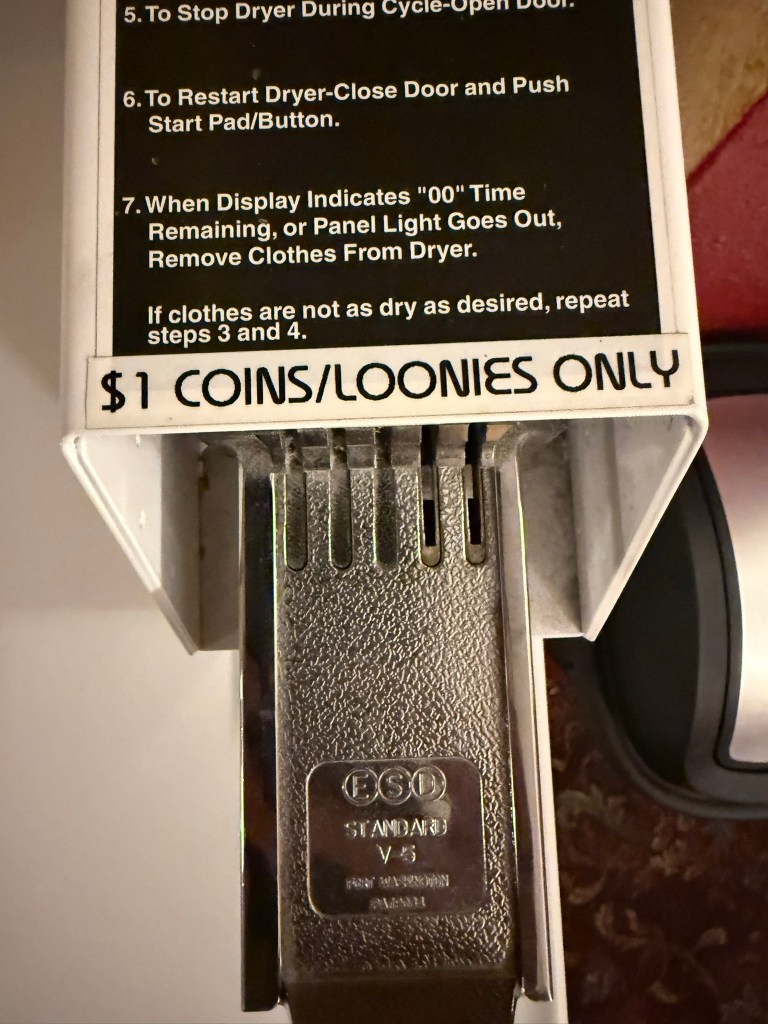 5. To Stop Dryer During Cycle-Open Door.
6. To Restart Dryer-Close Door and Push
Start Pad/Button.
7. When Display Indicates "00" Time
Remaining, or Panel Light Goes Out,
Remove Clothes From Dryer.
If clothes are not as dry as desired, repeat
steps 3 and 4.
$1 COINS/LOONIES ONLY
ESD
STANDARD
V-5
PORT WASHINGTON